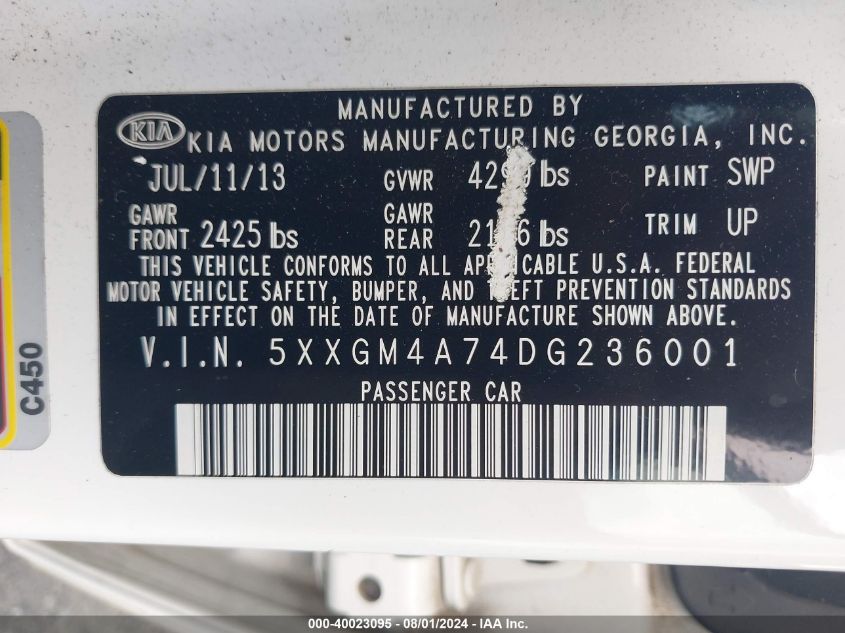 MANUFACTURED BY
KIA KIA MOTORS MANUFACTURING GEORGIA, INC.
JUL/11/13 GVWR lbs PAINT SWP
GAWR FRONT 2425 lbs GAWR REAR lbs TRIM UP
THIS VEHICLE CONFORMS TO ALL APPLICABLE U.S.A. FEDERAL
MOTOR VEHICLE SAFETY, BUMPER, AND THEFT PREVENTION STANDARDS
IN EFFECT ON THE DATE OF MANUFACTURE SHOWN ABOVE.
V.I.N. 5XXGM4A74DG236001
PASSENGER CAR
C450
000-40023095 - 08/01/2024 - IAA Inc.